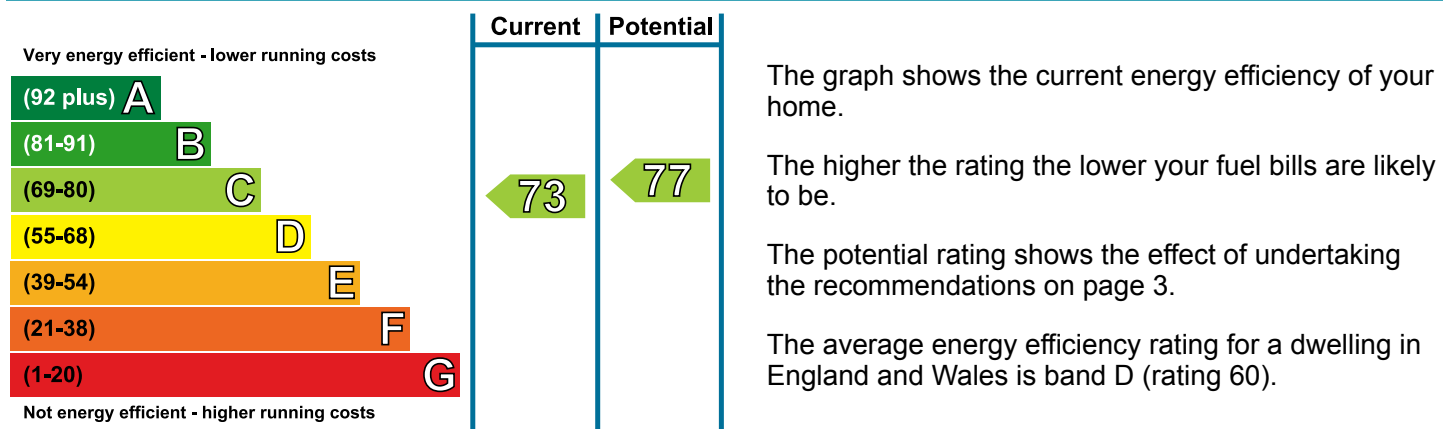 Current Potential
Very energy efficient - lower running costs
(92 plus) A
(81-91) B
(69-80) C
(55-68) D
(39-54) E
(21-38) F
(1-20) G
Not energy efficient - higher running costs
73
77
The graph shows the current energy efficiency of your
home.
The higher the rating the lower your fuel bills are likely
to be.
The potential rating shows the effect of undertaking
the recommendations on page 3.
The average energy efficiency rating for a dwelling in
England and Wales is band D (rating 60).